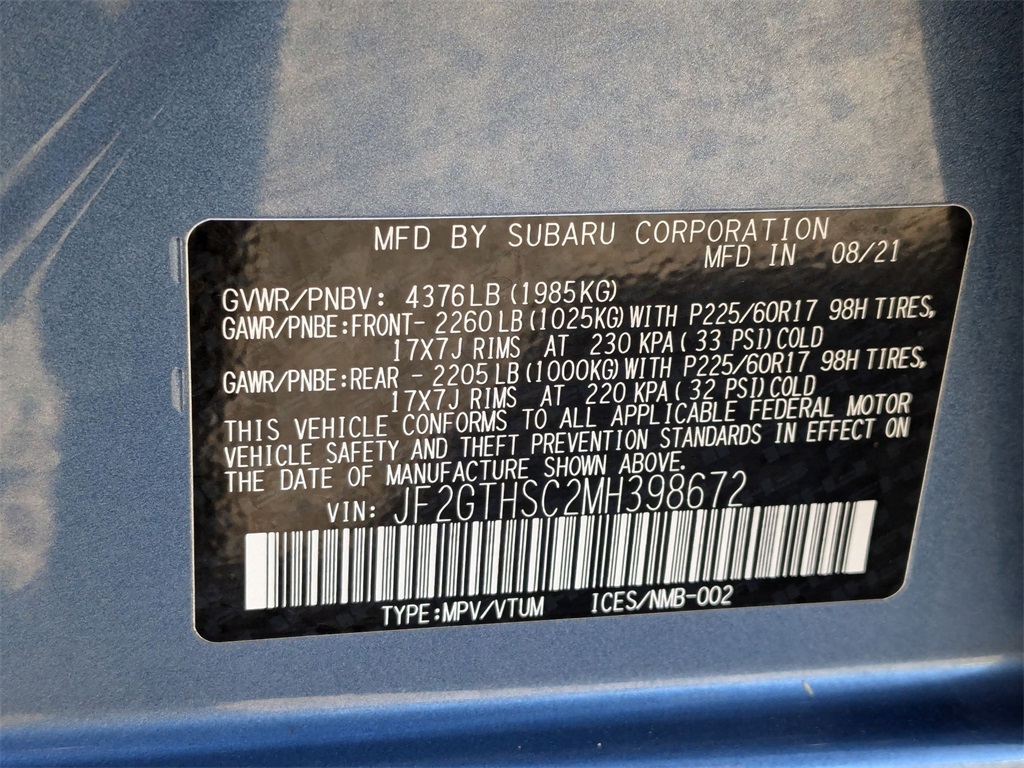 MFD BY SUBARU CORPORATION
MFD IN 08/21
GVWR/PNBV: 4376LB (1985KG)
GAWR/PNBE:FRONT- 2260 LB (1025KG) WITH P225/60R17 98H TIRES,
17X7J RIMS AT 230 KPA ( 33 PSI) COLD
GAWR/PNBE:REAR - 2205 LB (1000KG) WITH P225/60R17 98H TIRES,
17X7J RIMS AT 220 KPA ( 32 PSI) COLD
THIS VEHICLE CONFORMS TO ALL APPLICABLE FEDERAL MOTOR
VEHICLE SAFETY AND THEFT PREVENTION STANDARDS IN EFFECT ON
THE DATE OF MANUFACTURE SHOWN ABOVE.
VIN: JF2GTHSC2MH398672
TYPE:MPV/VTUM ICES/NMB-002